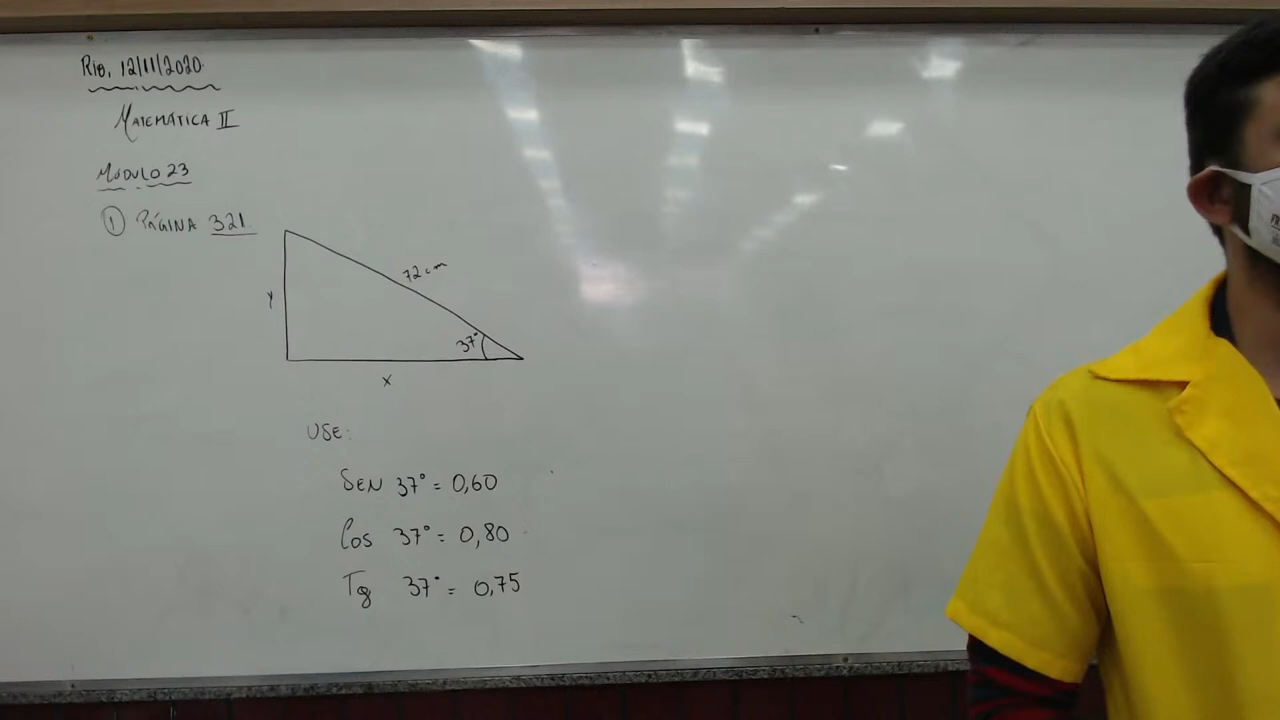 Rib, 12/11/2020
Matemática II
Módulo 23
① Página 321
72 cm
y
37°
x
Use:
Sen 37° = 0,60
Cos 37° = 0,80
Tg 37° = 0,75